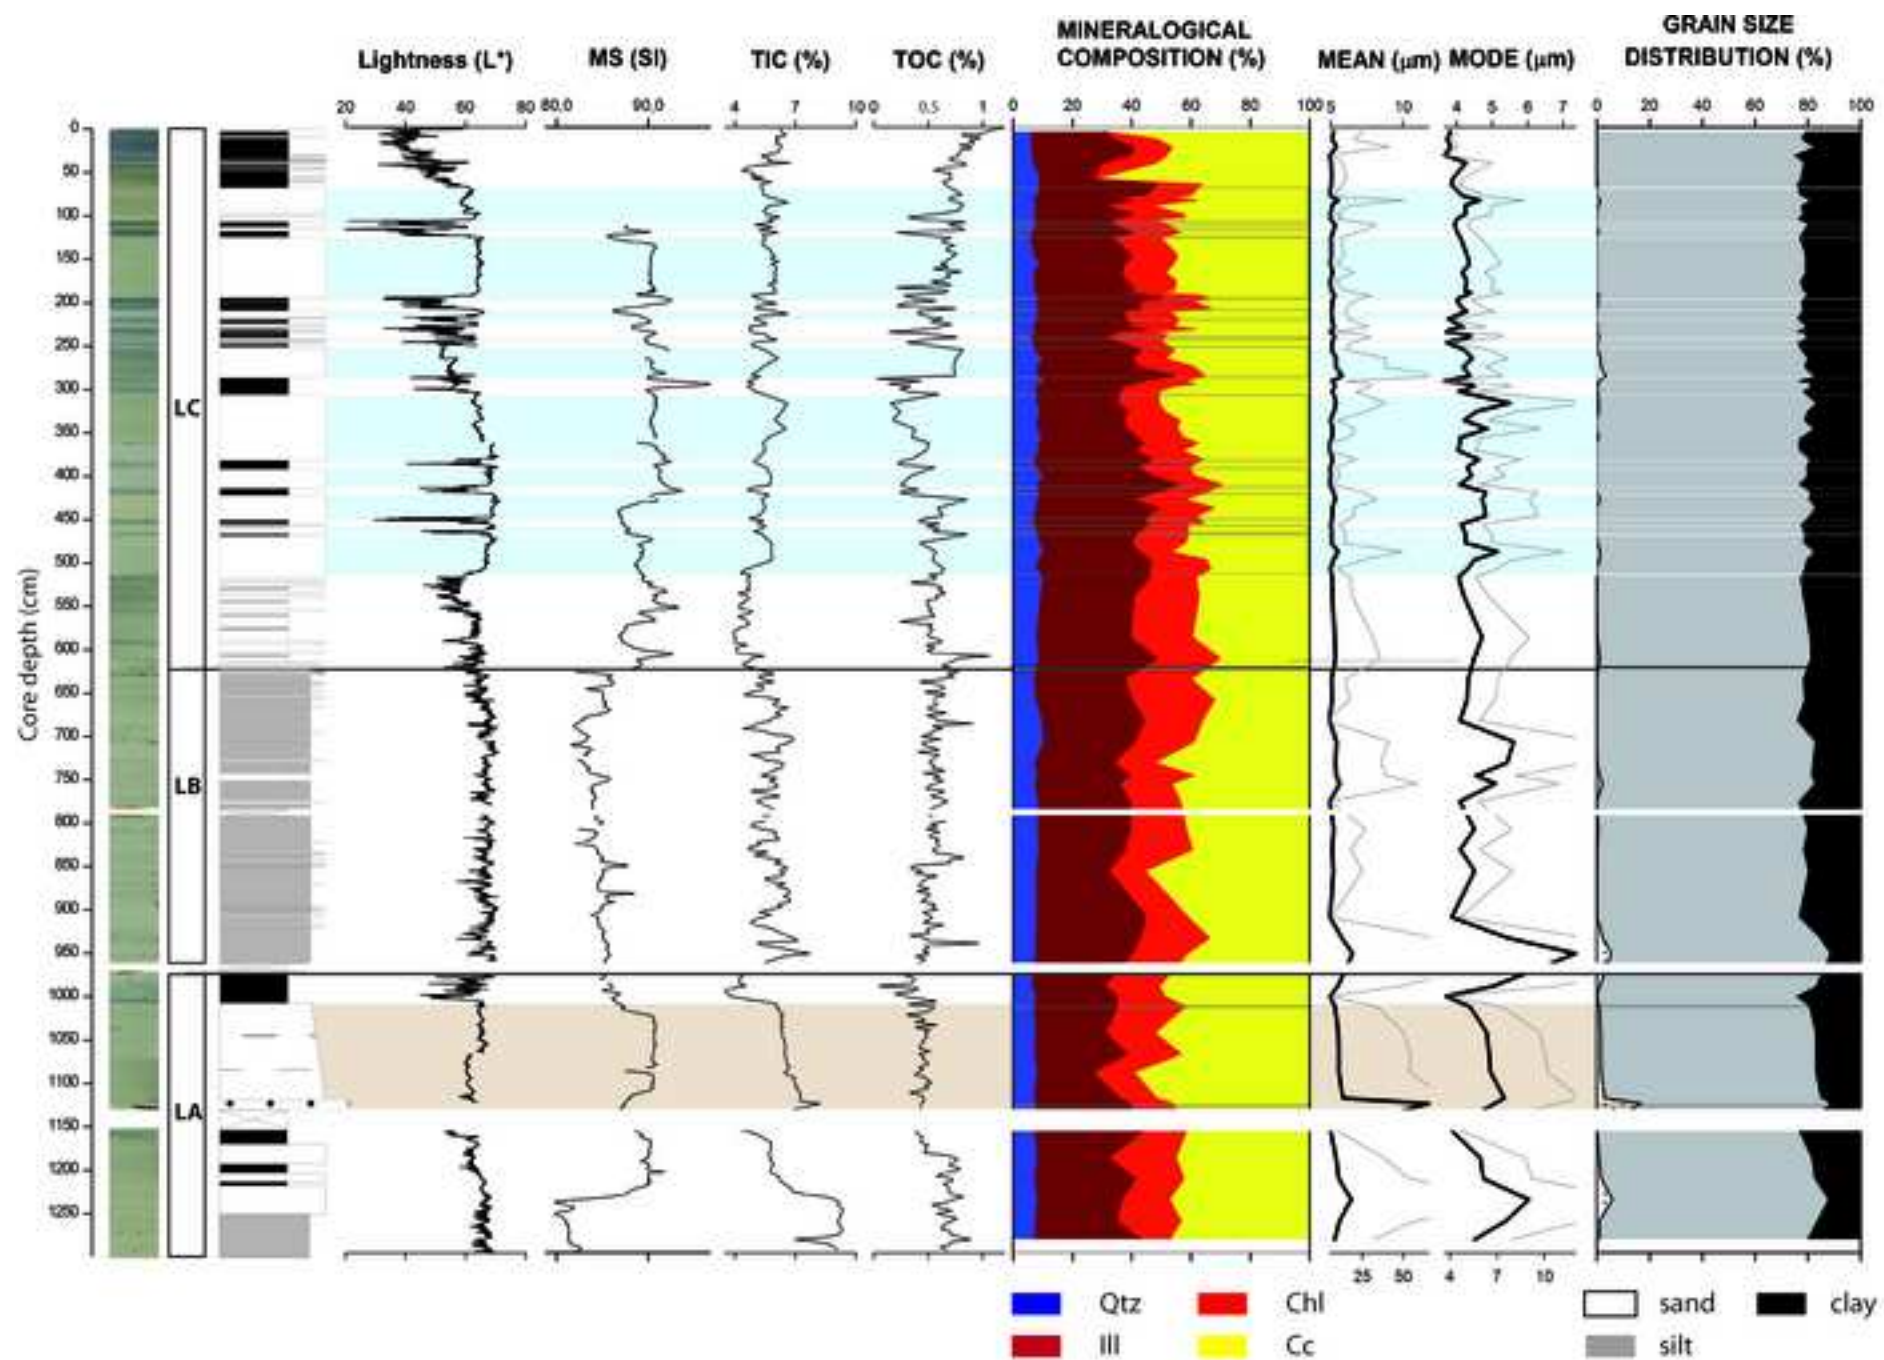 MINERALOGICAL
COMPOSITION (%)
GRAIN SIZE
DISTRIBUTION (%)
Lightness (L*)
MS (SI)
TIC (%)
TOC (%)
MEAN (μm)
MODE (μm)
20 40 60 80
80,0 90,0
4 7 10
0 0,5 1
0 20 40 60 80 100
5 10
4 5 6 7
0 20 40 60 80 100
Core depth (cm)
0
50
100
150
200
250
300
350
400
450
500
550
600
650
700
750
800
850
900
950
1000
1050
1100
1150
1200
1250
LC
LB
LA
25 50
4 7 10
Qtz
Chl
Ill
Cc
sand
clay
silt